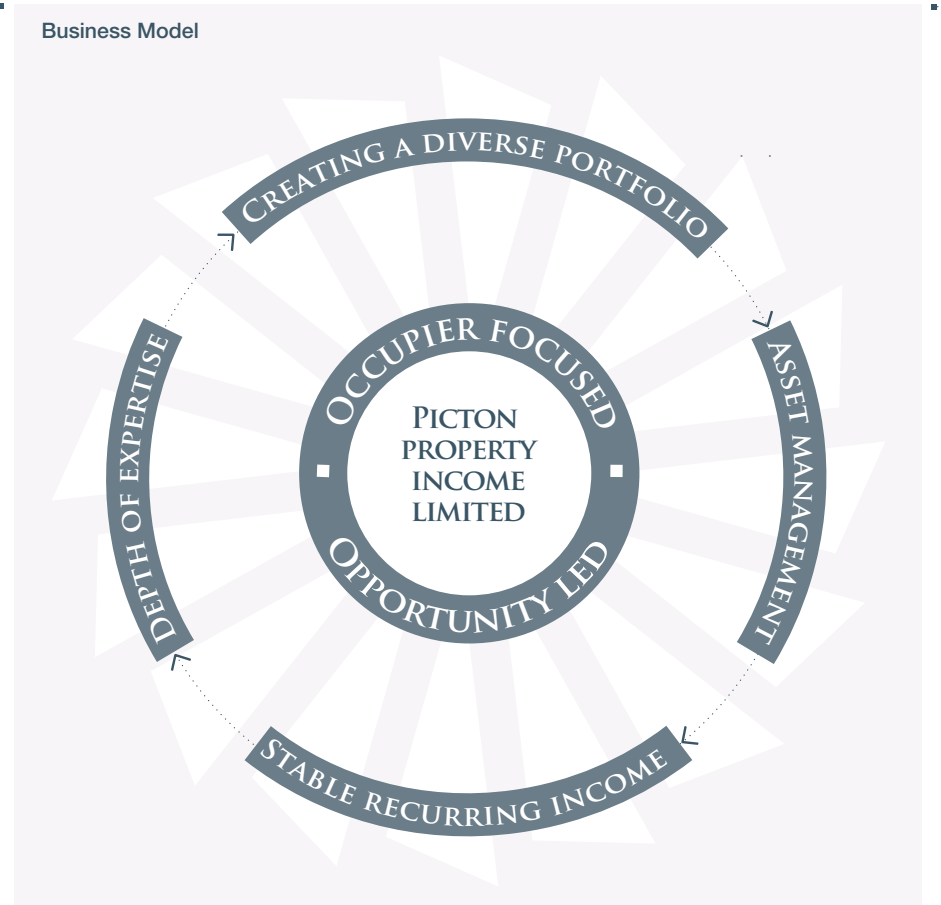 Business Model
CREATING A DIVERSE PORTFOLIO
ASSET MANAGEMENT
STABLE RECURRING INCOME
DEPTH OF EXPERTISE
OCCUPIER FOCUSED
PICTON
PROPERTY
INCOME
LIMITED
OPPORTUNITY LED